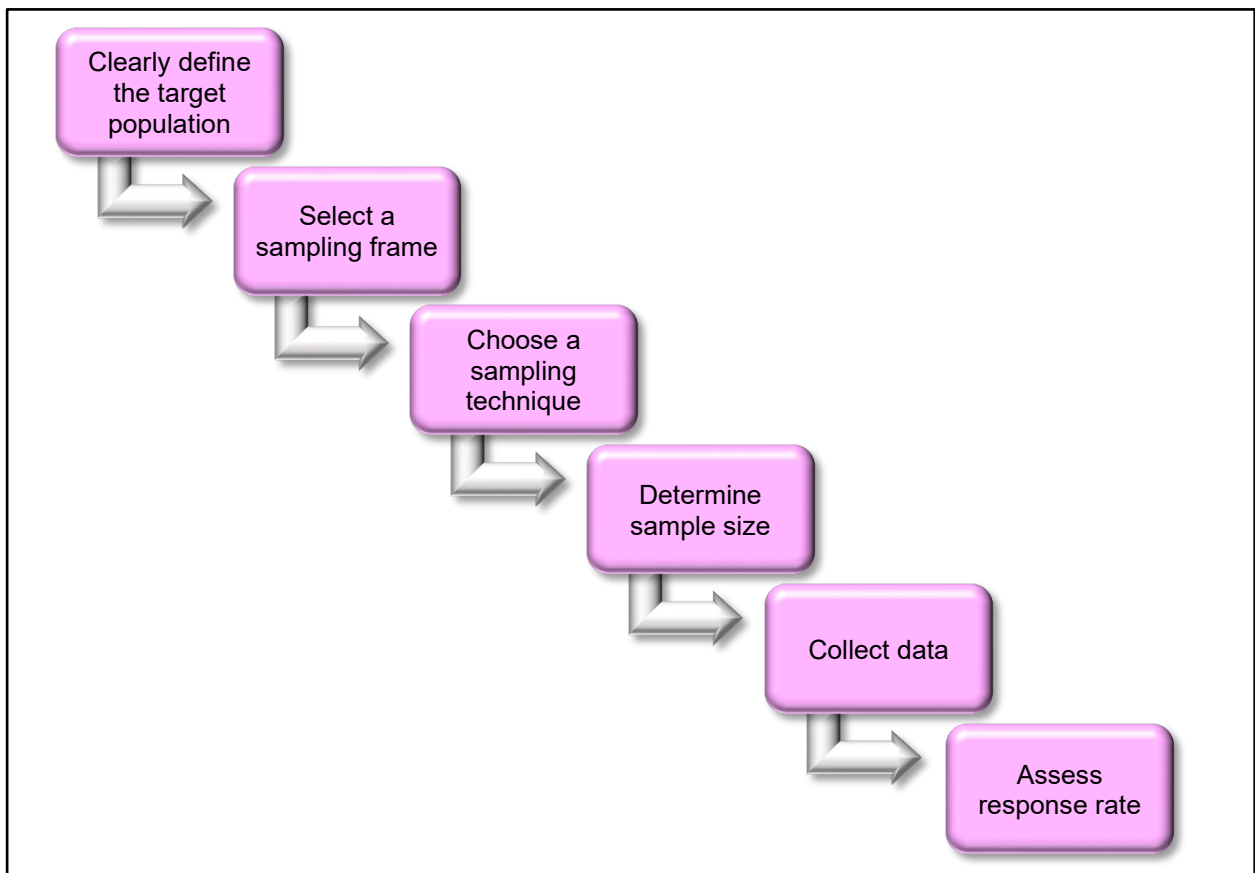 Clearly define
the target
population
Select a
sampling frame
Choose a
sampling
technique
Determine
sample size
Collect data
Assess
response rate